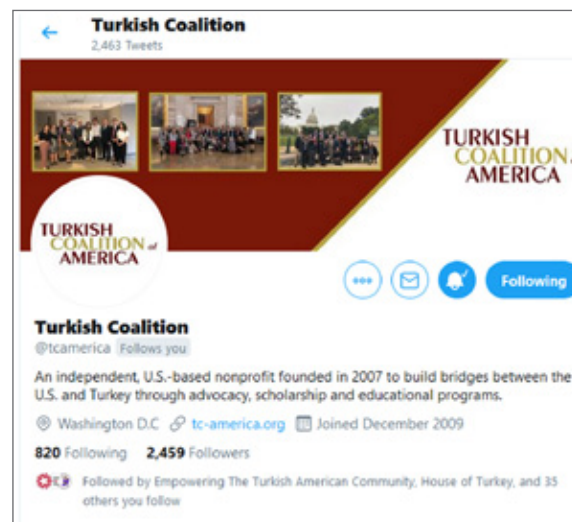 Turkish Coalition
2,463 Tweets
TURKISH
COALITION
AMERICA
TURKISH
COALITION of
AMERICA
Following
Turkish Coalition
@tcamerica Follows you
An independent, U.S.-based nonprofit founded in 2007 to build bridges between the
U.S. and Turkey through advocacy, scholarship and educational programs.
Washington D.C tc-america.org Joined December 2009
820 Following 2,459 Followers
Followed by Empowering The Turkish American Community, House of Turkey, and 35
others you follow